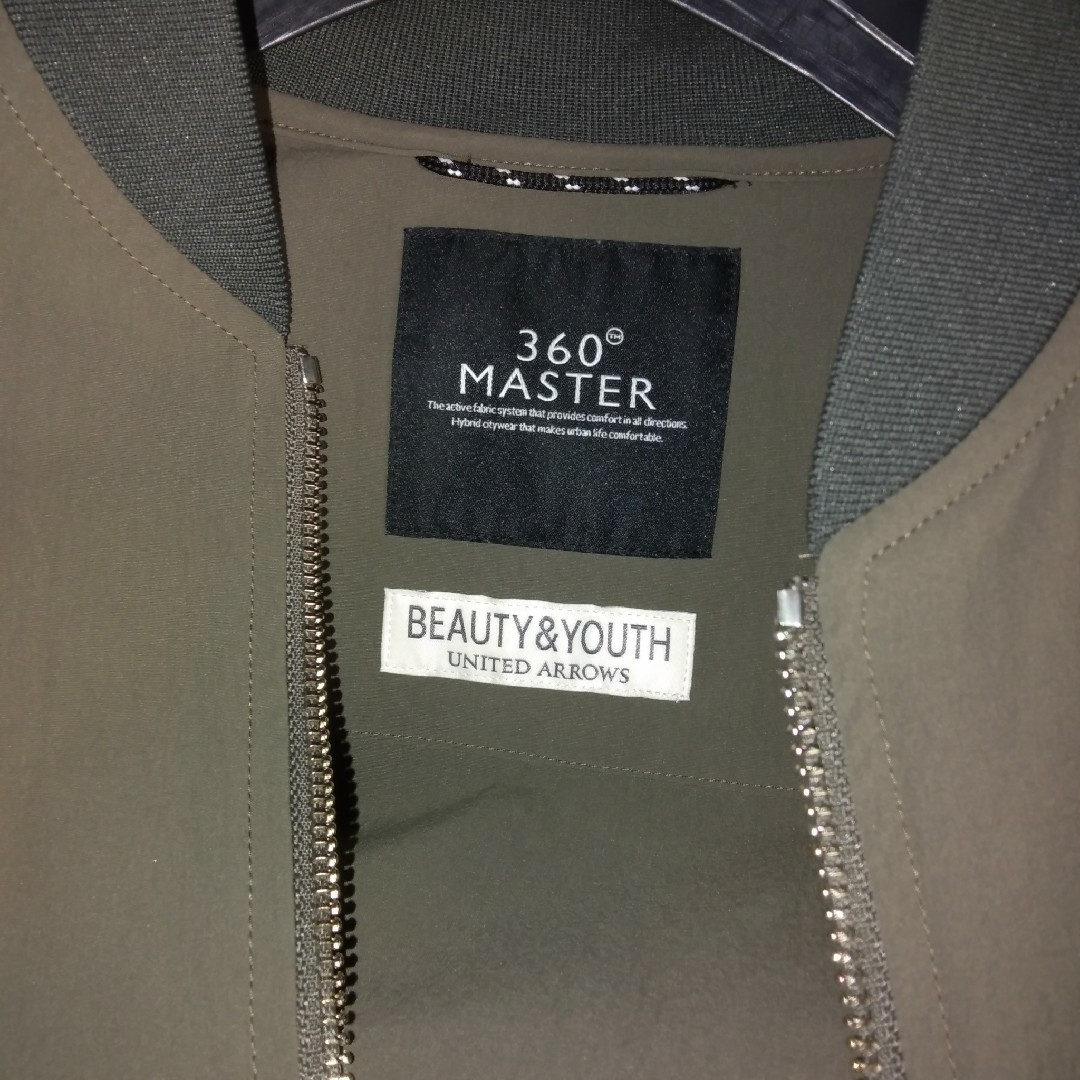 360™
MASTER
The active fabric system that provides comfort in all directions.
Hybrid citywear that makes urban life comfortable.
BEAUTY&YOUTH
UNITED ARROWS